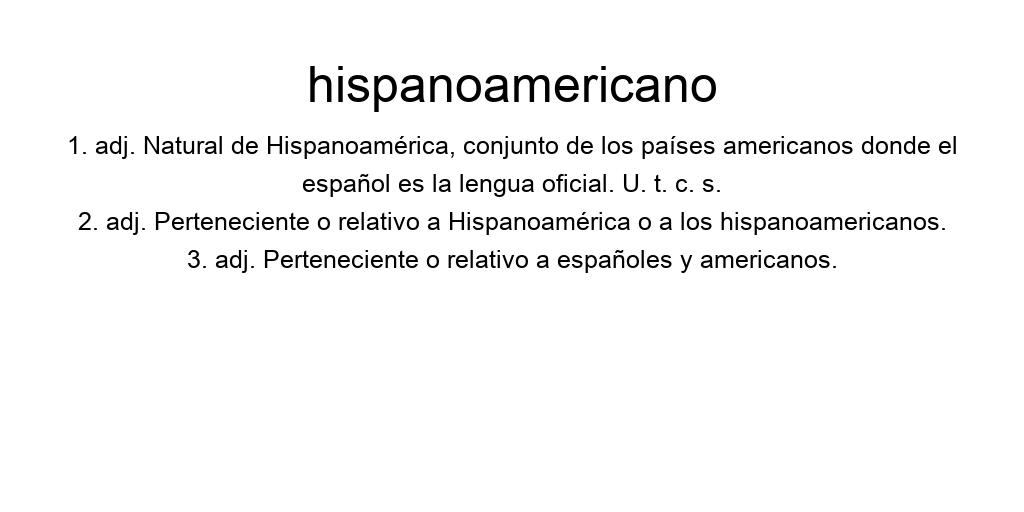 hispanoamericano
1. adj. Natural de Hispanoamérica, conjunto de los países americanos donde el
español es la lengua oficial. U. t. c. s.
2. adj. Perteneciente o relativo a Hispanoamérica o a los hispanoamericanos.
3. adj. Perteneciente o relativo a españoles y americanos.